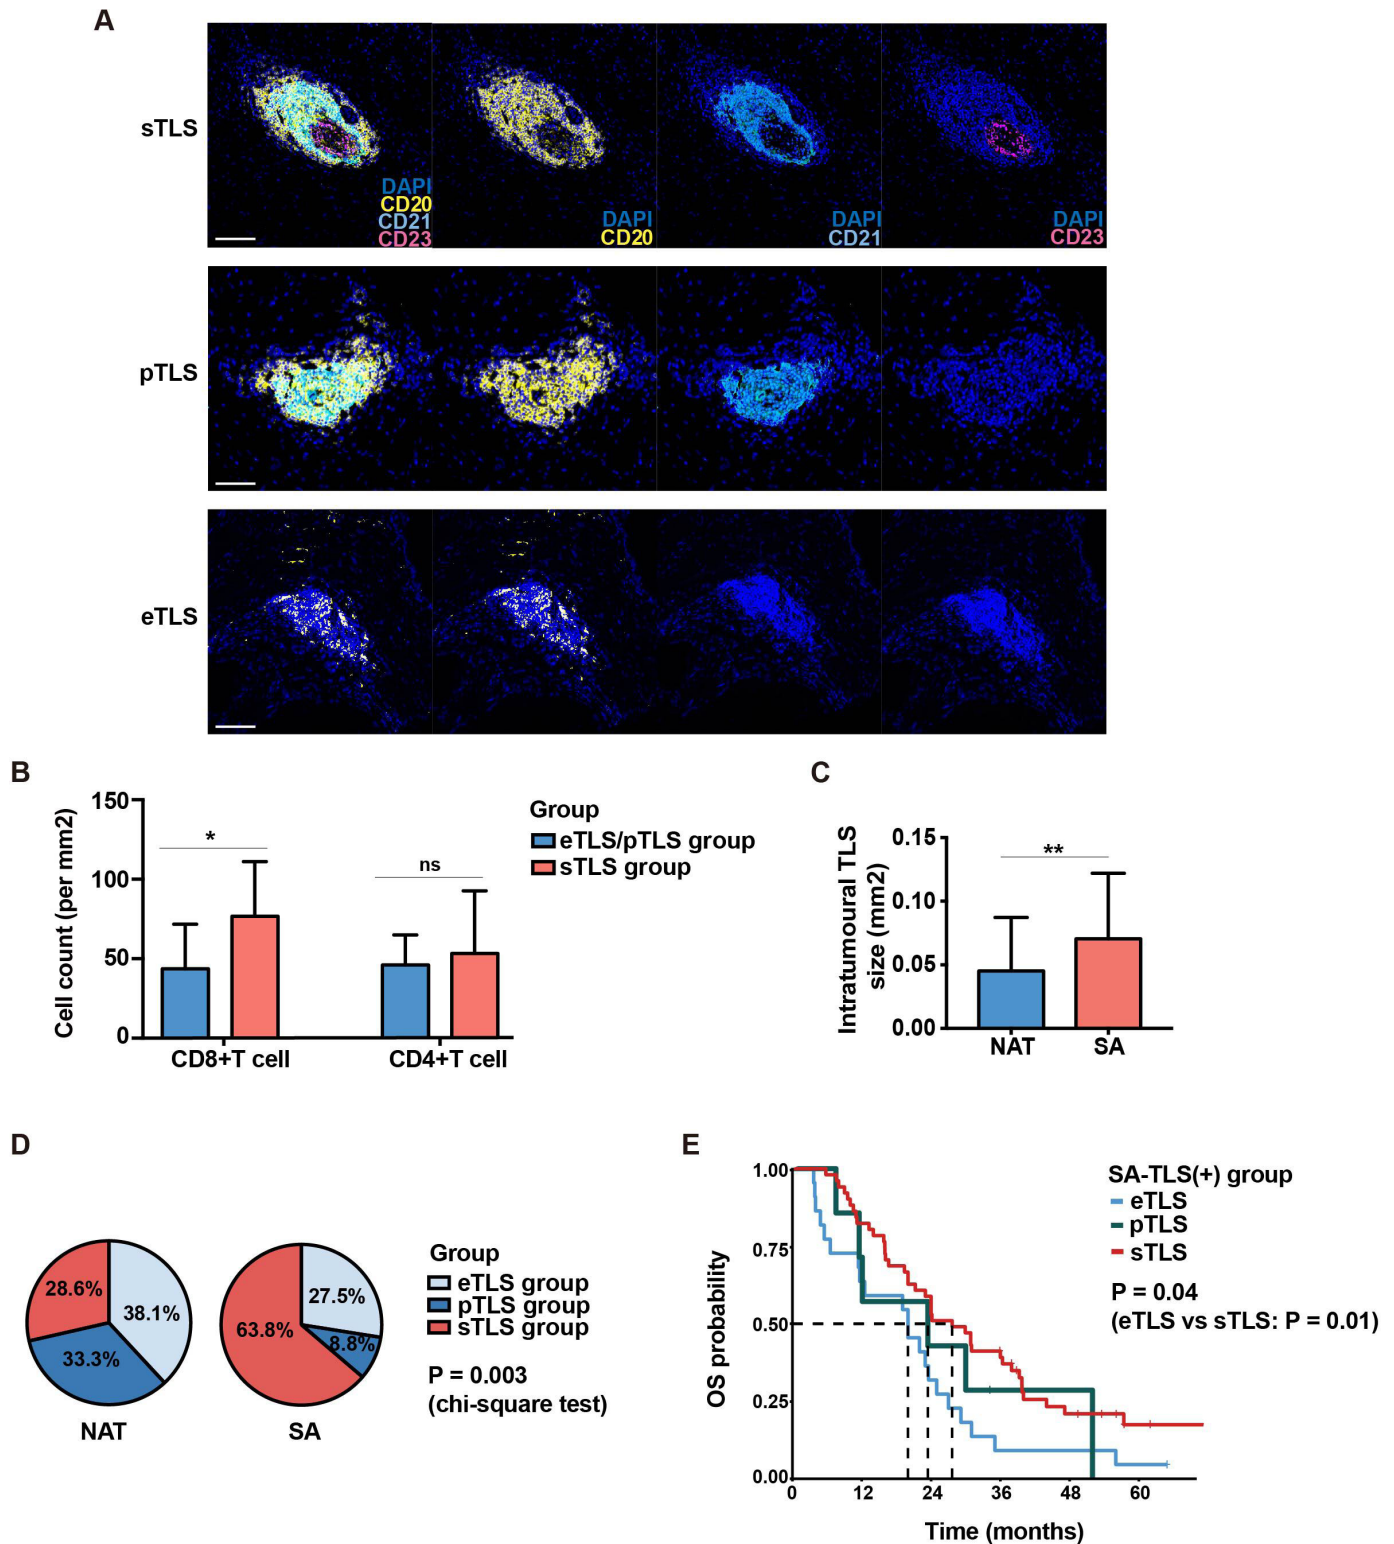 A
sTLS
DAPI
CD20
CD21
CD23
DAPI
CD20
DAPI
CD21
DAPI
CD23
pTLS
eTLS
B
Cell count (per mm2)
150
100
50
0
*
ns
CD8+T cell
CD4+T cell
Group
eTLS/pTLS group
sTLS group
C
Intratumoural TLS
size (mm2)
0.15
0.10
0.05
0.00
**
NAT
SA
D
28.6%
38.1%
33.3%
NAT
27.5%
63.8%
8.8%
SA
Group
eTLS group
pTLS group
sTLS group
P = 0.003
(chi-square test)
E
OS probability
1.00
0.75
0.50
0.25
0.00
0
12
24
36
48
60
Time (months)
SA-TLS(+) group
eTLS
pTLS
sTLS
P = 0.04
(eTLS vs sTLS: P = 0.01)